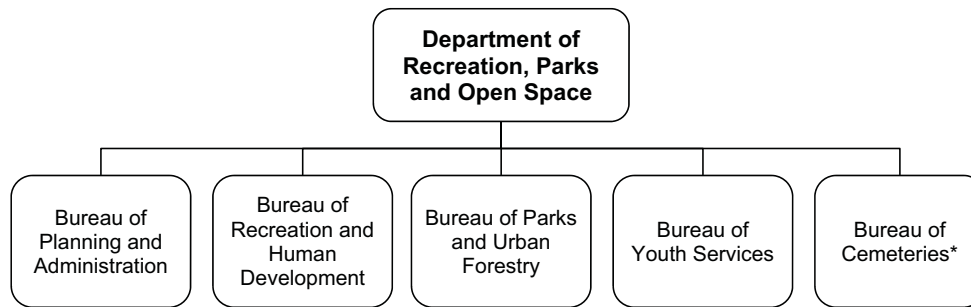 Department of
Recreation, Parks
and Open Space
Bureau of
Planning and
Administration
Bureau of
Recreation and
Human
Development
Bureau of Parks
and Urban
Forestry
Bureau of
Youth Services
Bureau of
Cemeteries*